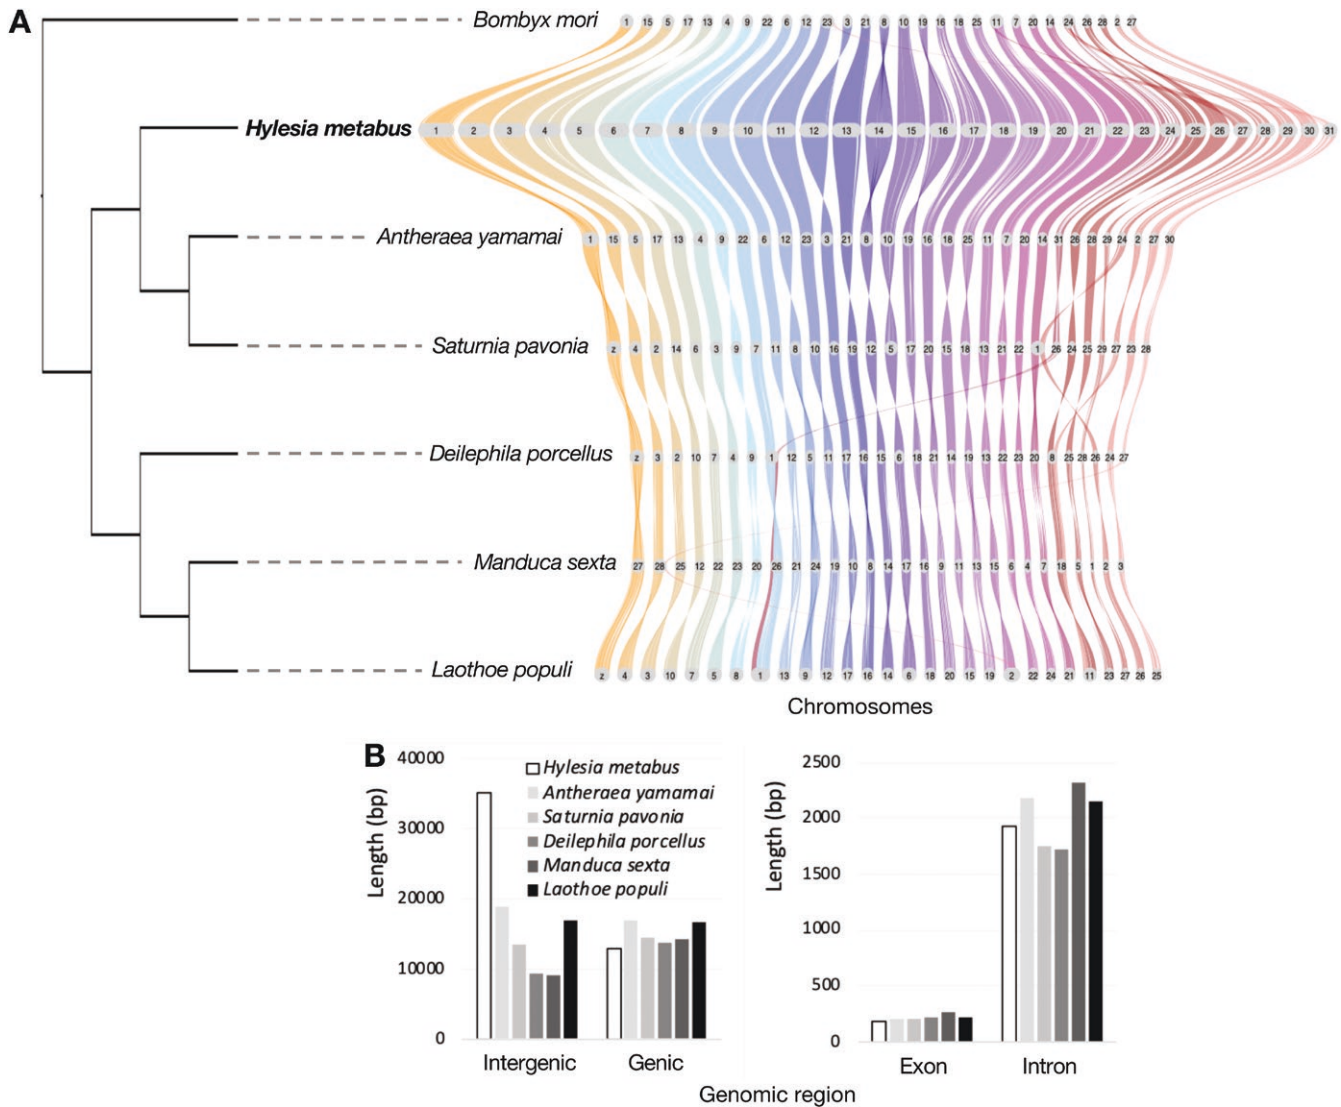 A
Bombyx mori
1 15 5 17 13 4 9 22 6 12 23 3 21 8 10 19 16 18 25 11 7 20 14 24 26 28 2 27
Hylesia metabus
1 2 3 4 5 6 7 8 9 10 11 12 13 14 15 16 17 18 19 20 21 22 23 24 25 26 27 28 29 30 31
Antheraea yamamai
1 15 5 17 13 4 9 22 6 12 23 3 21 8 10 19 16 18 25 11 7 20 14 31 26 28 29 24 2 27 30
Saturnia pavonia
z 4 2 14 6 3 9 7 11 8 10 16 19 12 5 17 20 15 18 13 21 22 1 26 24 25 29 27 23 28
Deilephila porcellus
z 3 2 10 7 4 9 1 12 5 11 17 16 15 6 18 21 14 19 13 22 23 20 8 25 28 26 24 27
Manduca sexta
27 28 25 12 22 23 20 26 21 24 19 10 8 14 17 16 9 11 13 15 6 4 7 18 5 1 2 3
Laothoe populi
z 4 3 10 7 5 8 1 13 9 12 17 16 14 6 18 20 15 19 2 22 24 21 11 23 27 26 25
Chromosomes
B
Length (bp)
40000
30000
20000
10000
0
Hylesia metabus
Antheraea yamamai
Saturnia pavonia
Deilephila porcellus
Manduca sexta
Laothoe populi
Intergenic Genic
Length (bp)
2500
2000
1500
1000
500
0
Exon Intron
Genomic region